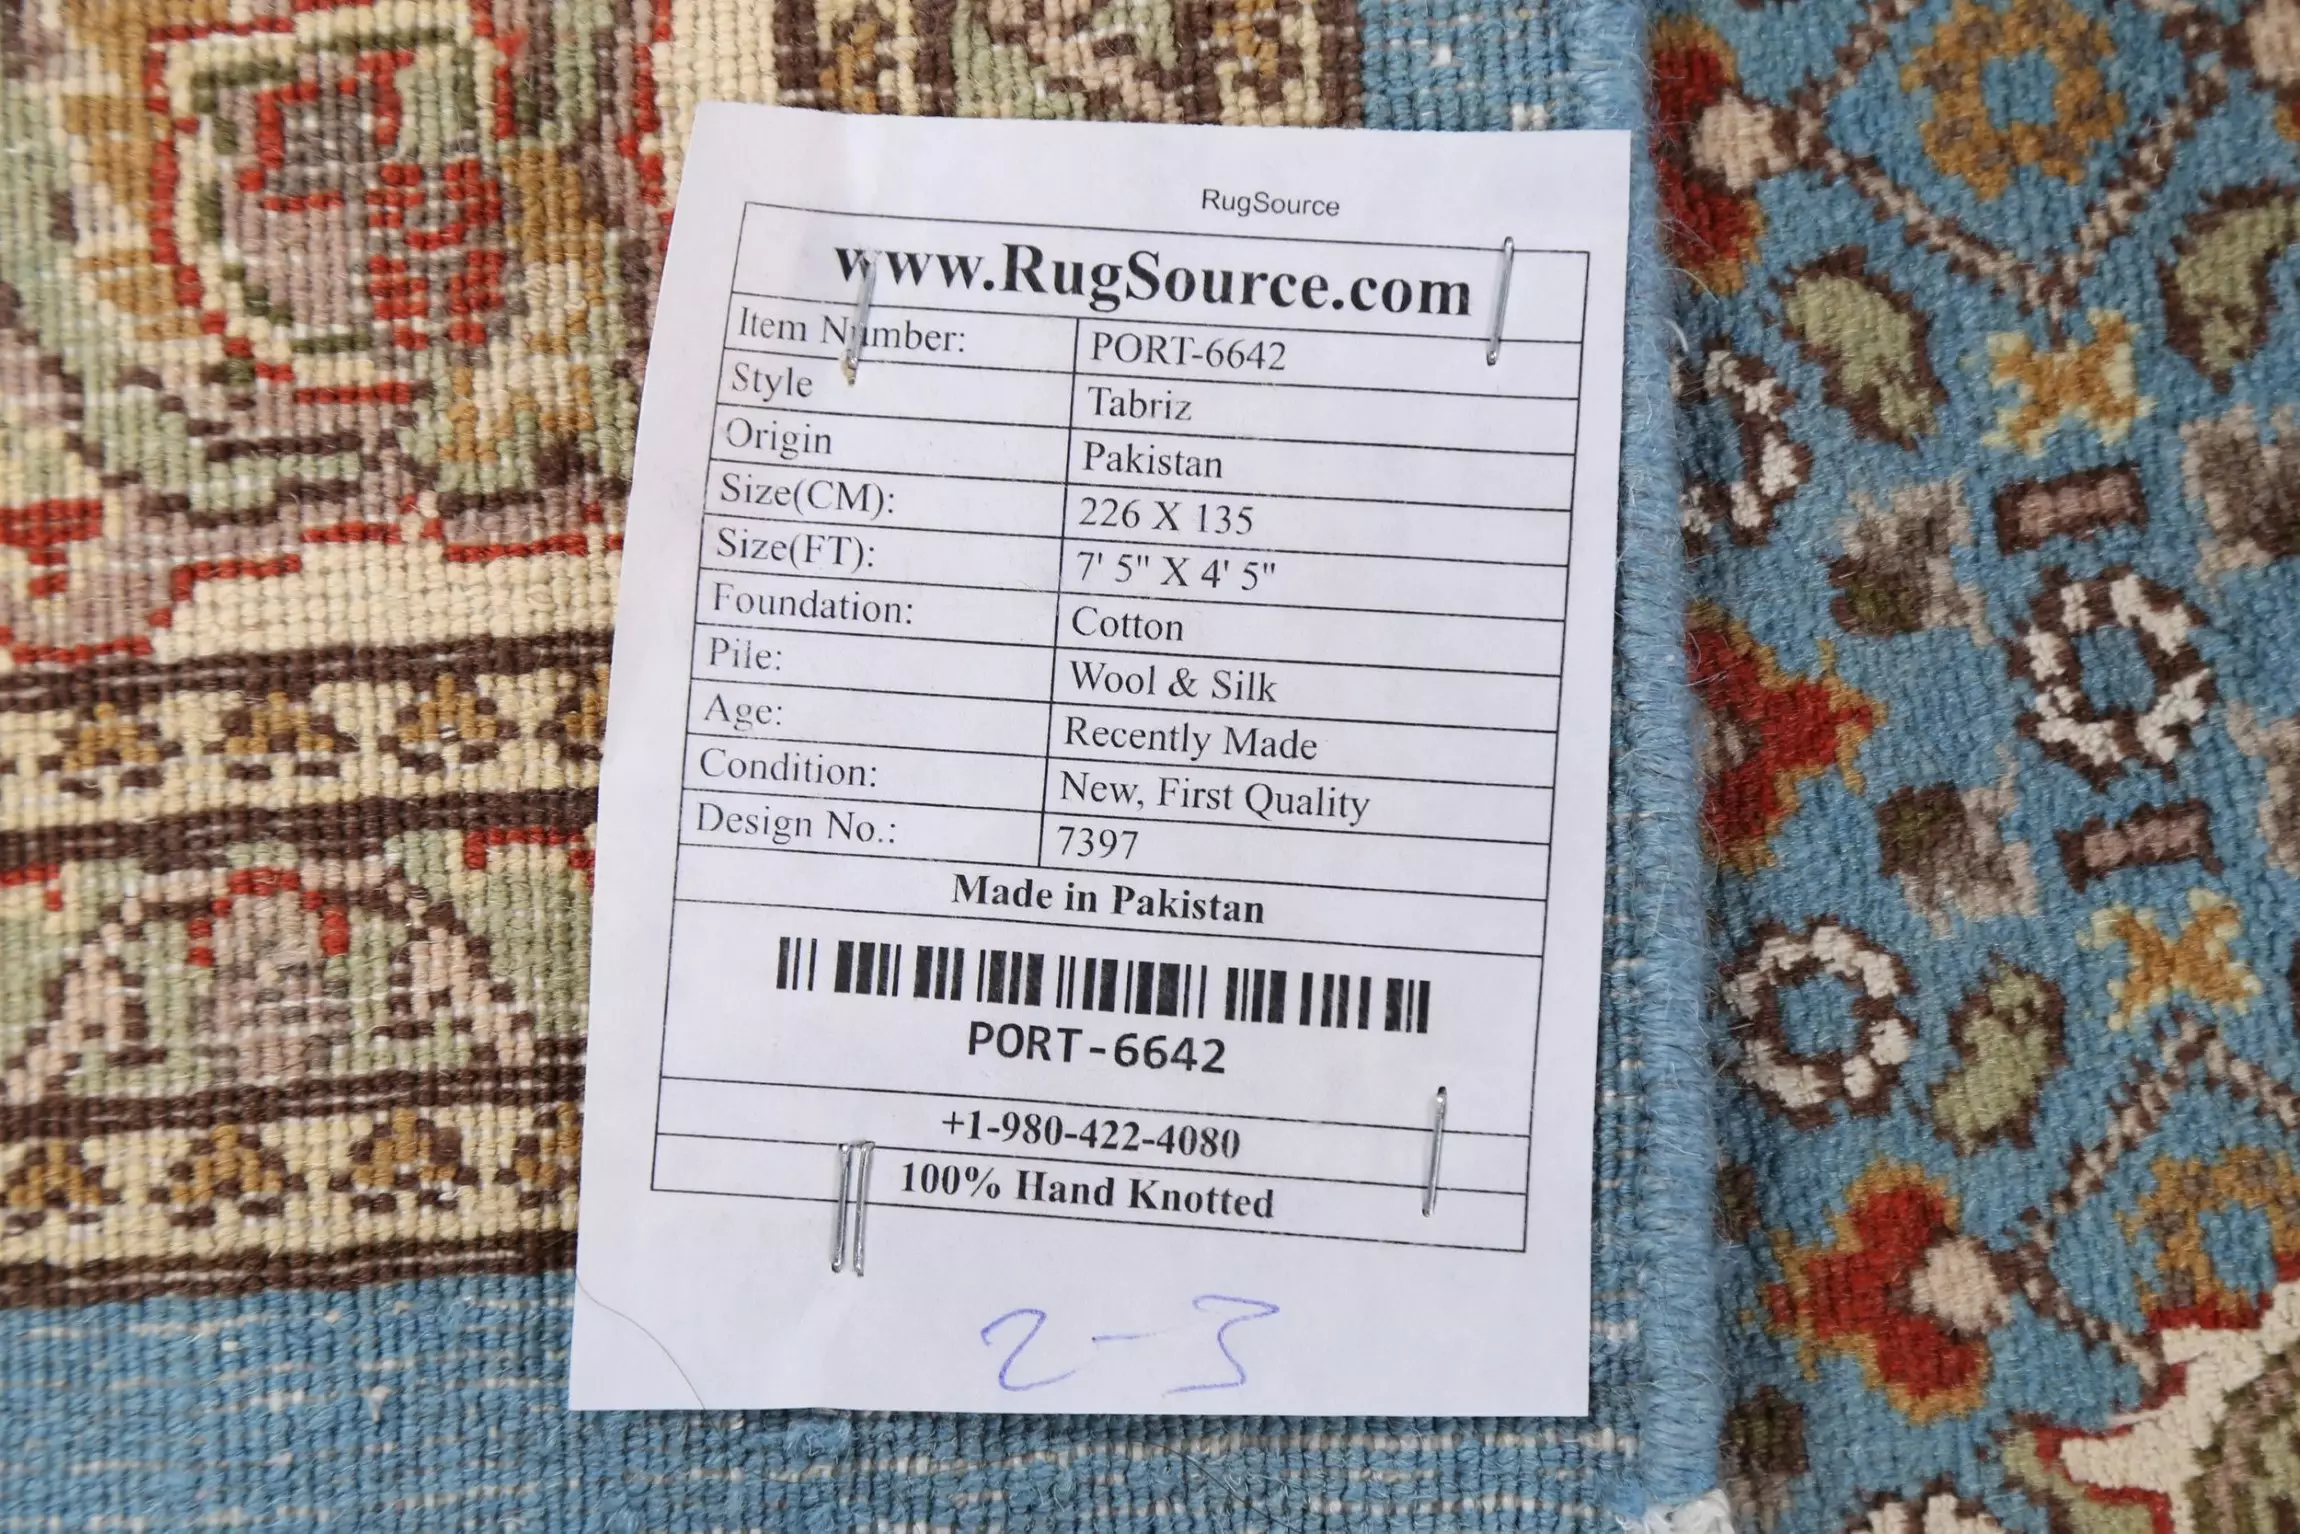 RugSource
www.RugSource.com
Item Number: PORT-6642
Style Tabriz
Origin Pakistan
Size(CM): 226 X 135
Size(FT): 7' 5" X 4' 5"
Foundation: Cotton
Pile: Wool & Silk
Age: Recently Made
Condition: New, First Quality
Design No.: 7397
Made in Pakistan
PORT-6642
+1-980-422-4080
100% Hand Knotted
2-3